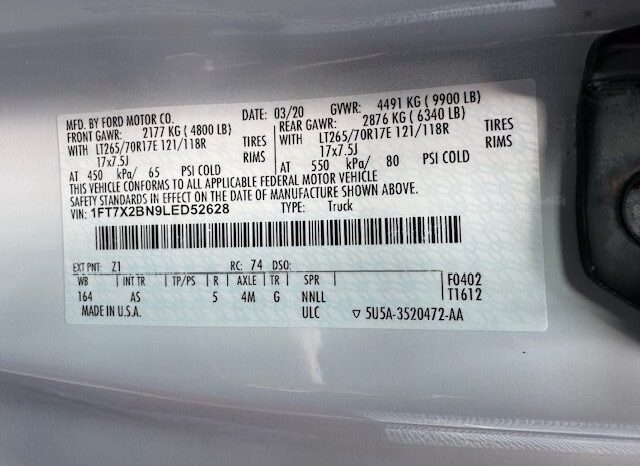 MFD. BY FORD MOTOR CO. DATE: 03/20 GVWR: 4491 KG ( 9900 LB)
FRONT GAWR: 2177 KG ( 4800 LB) REAR GAWR: 2876 KG ( 6340 LB)
WITH LT265/70R17E 121/118R TIRES WITH LT265/70R17E 121/118R TIRES
17x7.5J RIMS 17x7.5J RIMS
AT 450 kPa/ 65 PSI COLD AT 550 kPa/ 80 PSI COLD
THIS VEHICLE CONFORMS TO ALL APPLICABLE FEDERAL MOTOR VEHICLE
SAFETY STANDARDS IN EFFECT ON THE DATE OF MANUFACTURE SHOWN ABOVE.
VIN: 1FT7X2BN9LED52628 TYPE: Truck
EXT PNT: Z1 RC: 74 DSO:
WB INT TR TP/PS R AXLE TR SPR F0402
164 AS 5 4M G NNLL T1612
MADE IN U.S.A. ULC ▽ 5U5A-3520472-AA